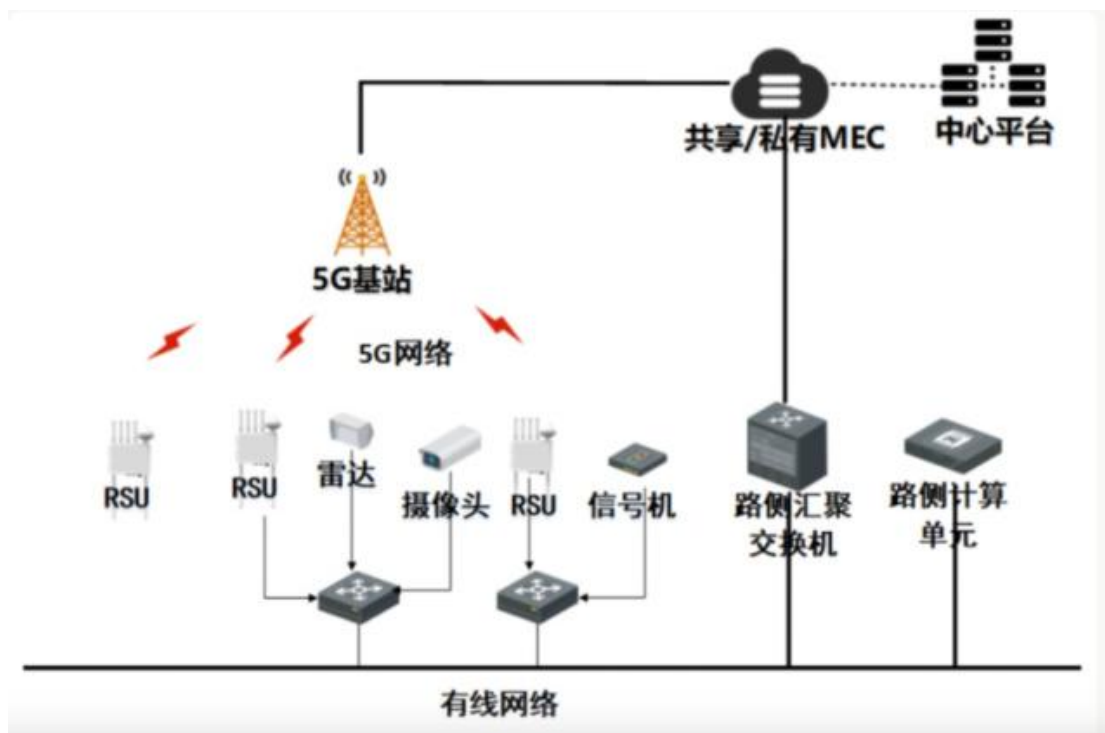 共享/私有MEC
中心平台
5G基站
5G网络
RSU
RSU
雷达
摄像头
RSU
信号机
路侧汇聚
交换机
路侧计算
单元
有线网络